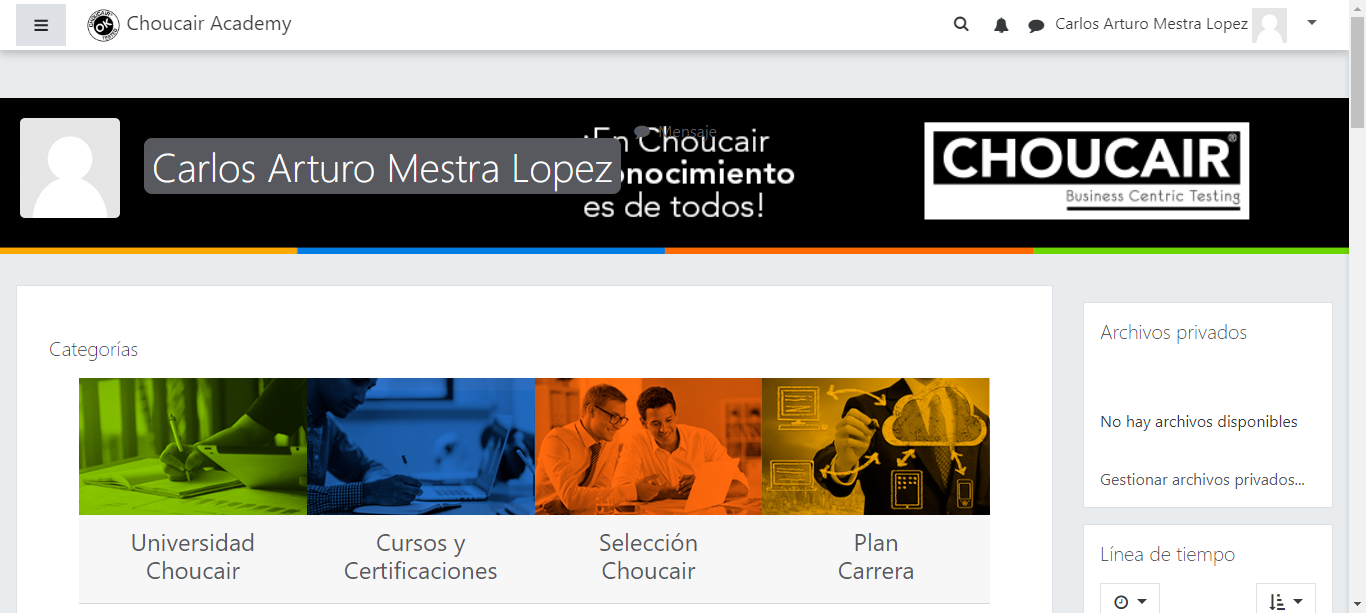 Choucair Academy
Carlos Arturo Mestra Lopez
Mensaje
Carlos Arturo Mestra Lopez
¡En Choucair
onocimiento
es de todos!
CHOUCAIR®
Business Centric Testing
Categorías
Universidad
Choucair
Cursos y
Certificaciones
Selección
Choucair
Plan
Carrera
Archivos privados
No hay archivos disponibles
Gestionar archivos privados...
Línea de tiempo